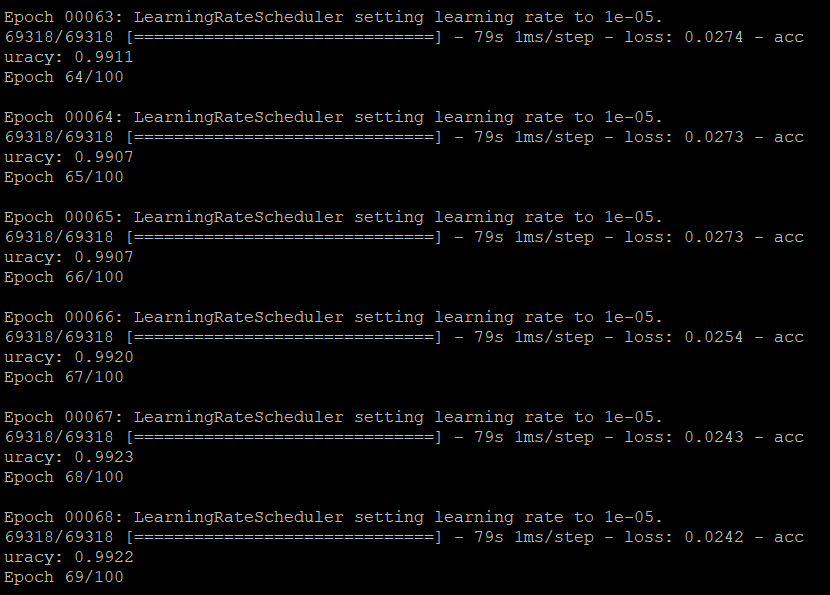 Epoch 00063: LearningRateScheduler setting learning rate to 1e-05.
69318/69318 [==============================] - 79s 1ms/step - loss: 0.0274 - acc
uracy: 0.9911
Epoch 64/100
Epoch 00064: LearningRateScheduler setting learning rate to 1e-05.
69318/69318 [==============================] - 79s 1ms/step - loss: 0.0273 - acc
uracy: 0.9907
Epoch 65/100
Epoch 00065: LearningRateScheduler setting learning rate to 1e-05.
69318/69318 [==============================] - 79s 1ms/step - loss: 0.0273 - acc
uracy: 0.9907
Epoch 66/100
Epoch 00066: LearningRateScheduler setting learning rate to 1e-05.
69318/69318 [==============================] - 79s 1ms/step - loss: 0.0254 - acc
uracy: 0.9920
Epoch 67/100
Epoch 00067: LearningRateScheduler setting learning rate to 1e-05.
69318/69318 [==============================] - 79s 1ms/step - loss: 0.0243 - acc
uracy: 0.9923
Epoch 68/100
Epoch 00068: LearningRateScheduler setting learning rate to 1e-05.
69318/69318 [==============================] - 79s 1ms/step - loss: 0.0242 - acc
uracy: 0.9922
Epoch 69/100